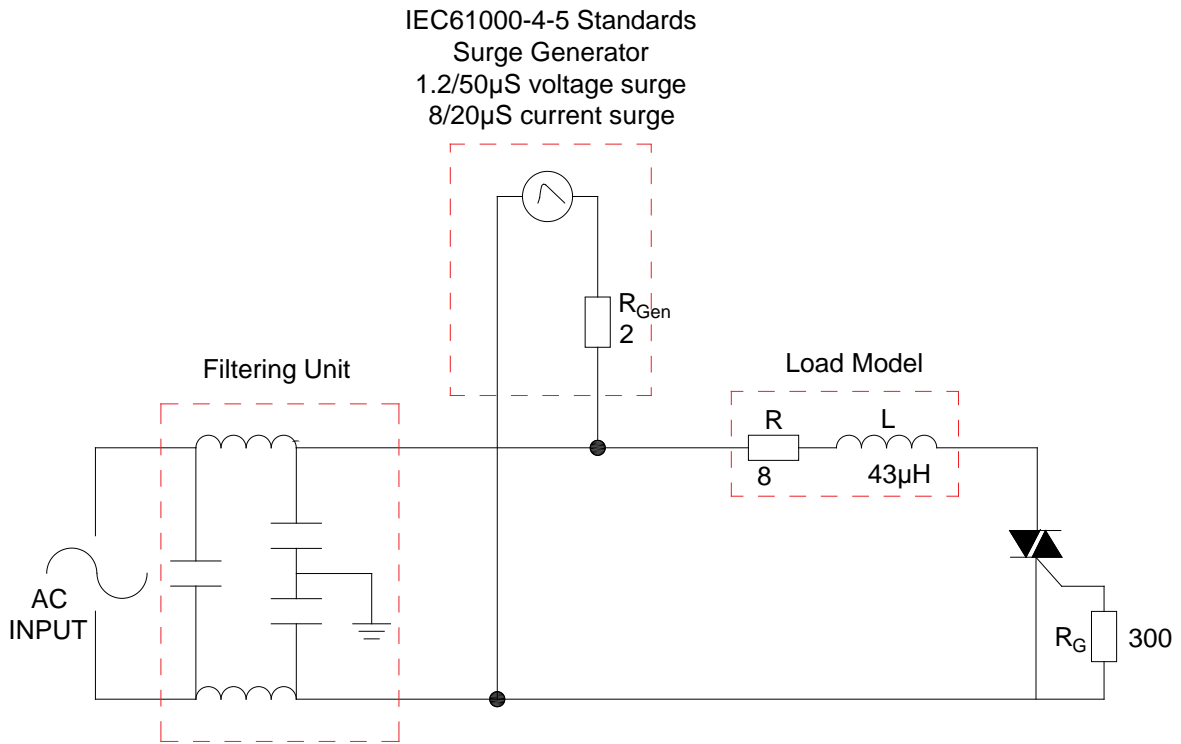 IEC61000-4-5 Standards
Surge Generator
1.2/50µS voltage surge
8/20µS current surge
RGen
2
Filtering Unit
Load Model
R
L
8
43µH
AC
INPUT
RG
300